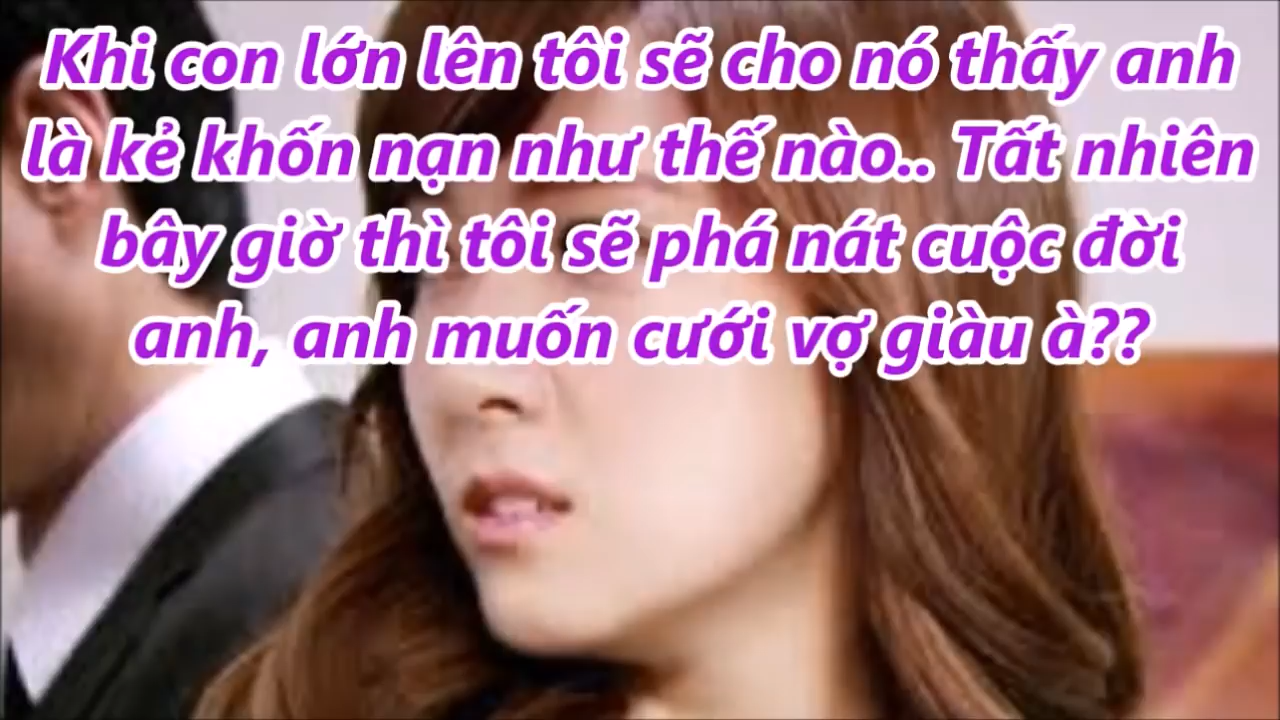 Khi con lớn lên tôi sẽ cho nó thấy anh
là kẻ khốn nạn như thế nào.. Tất nhiên
bây giờ thì tôi sẽ phá nát cuộc đời
anh, anh muốn cưới vợ giàu à??